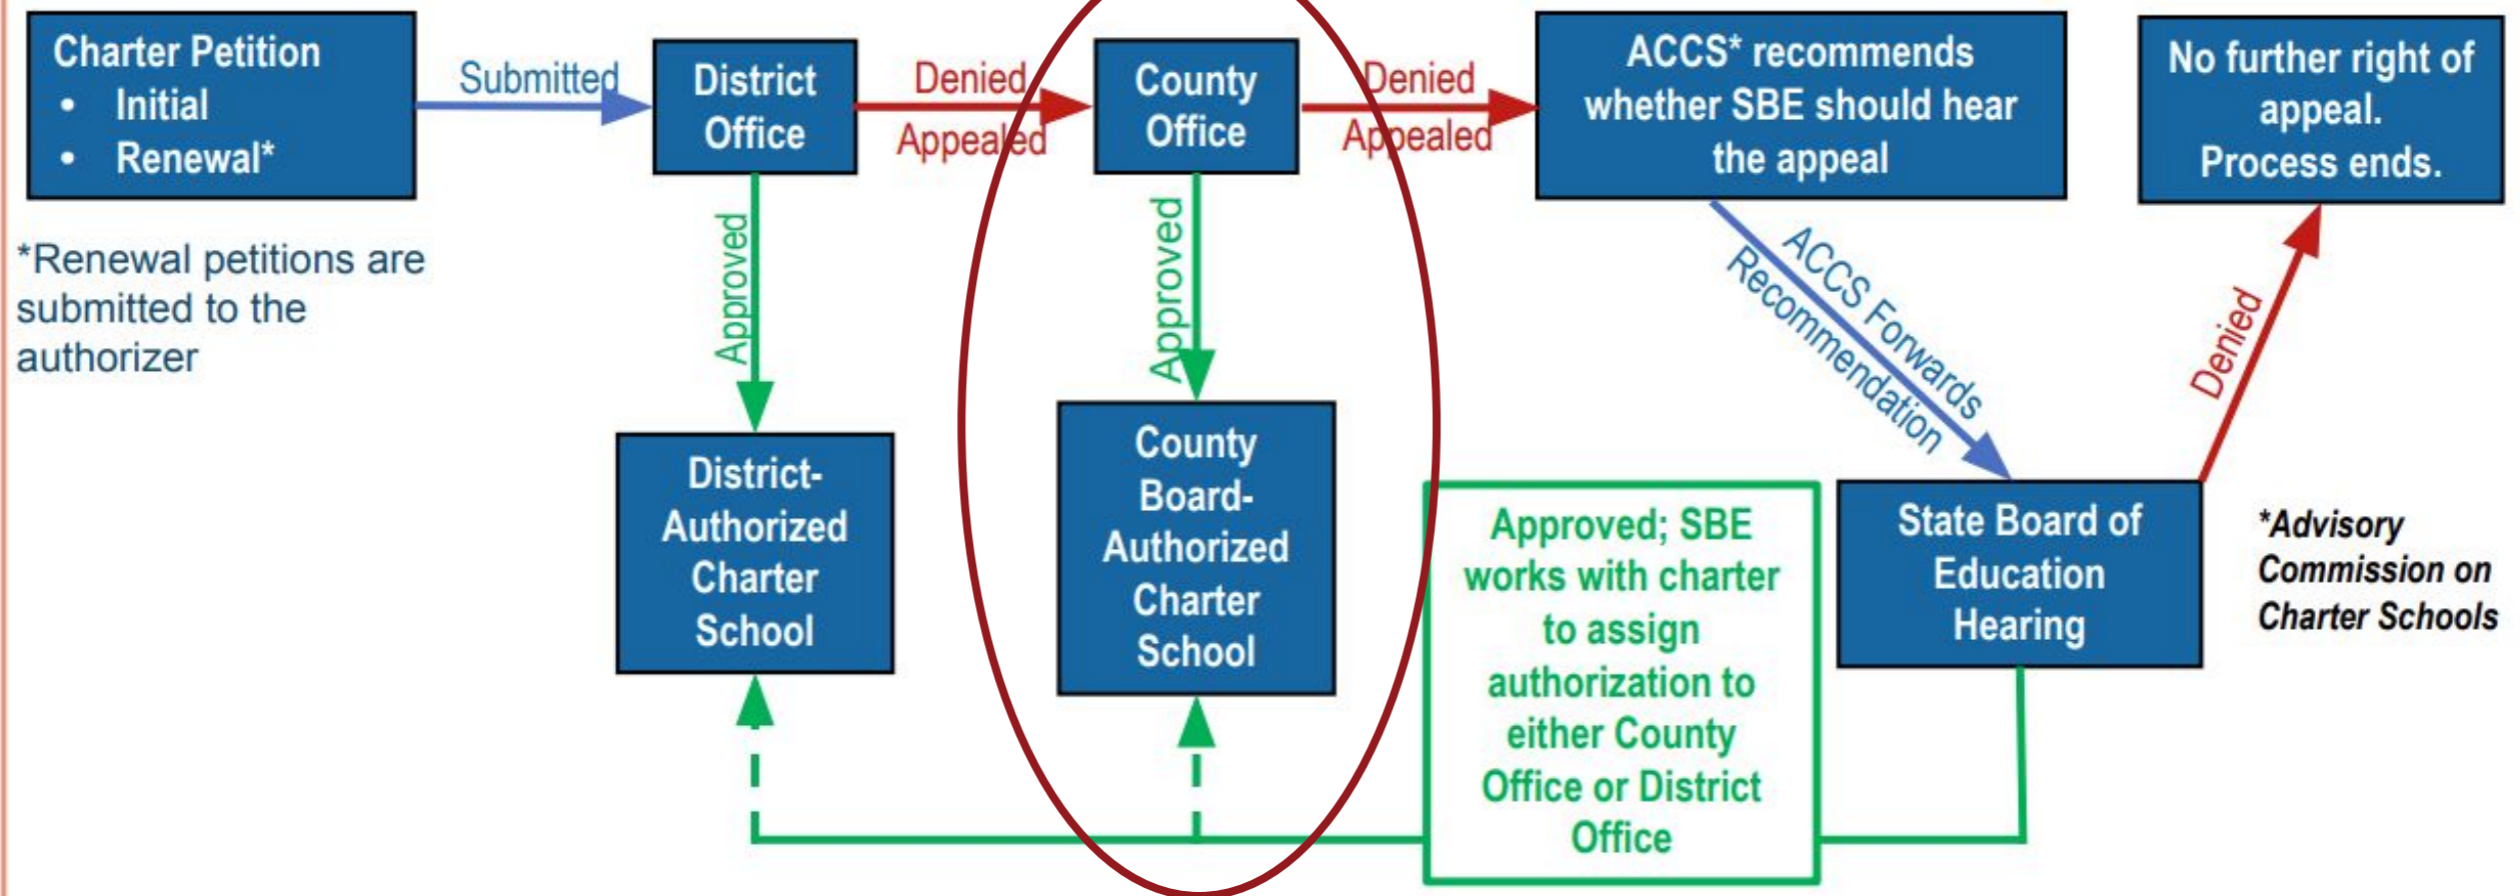 Charter Petition
• Initial
• Renewal*
*Renewal petitions are
submitted to the
authorizer
Submitted
District
Office
Denied
Appealed
County
Office
Denied
Appealed
ACCS* recommends
whether SBE should hear
the appeal
No further right of
appeal.
Process ends.
Approved
Approved
ACCS Forwards
Recommendation
Denied
District-
Authorized
Charter
School
County
Board-
Authorized
Charter
School
Approved; SBE
works with charter
to assign
authorization to
either County
Office or District
Office
State Board of
Education
Hearing
*Advisory
Commission on
Charter Schools